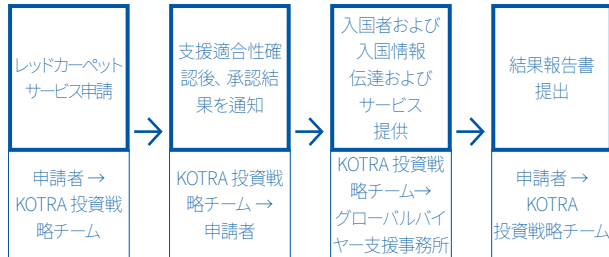 レッドカーペット
サービス申請
申請者 →
KOTRA 投資戦
略チーム
支援適合性確
認後、承認結
果を通知
KOTRA 投資戦
略チーム →
申請者
入国者および
入国情報
伝達および
サービス
提供
KOTRA 投資戦
略チーム→
グローバルバイ
ヤー支援事務所
結果報告書
提出
申請者 →
KOTRA
投資戦略チーム